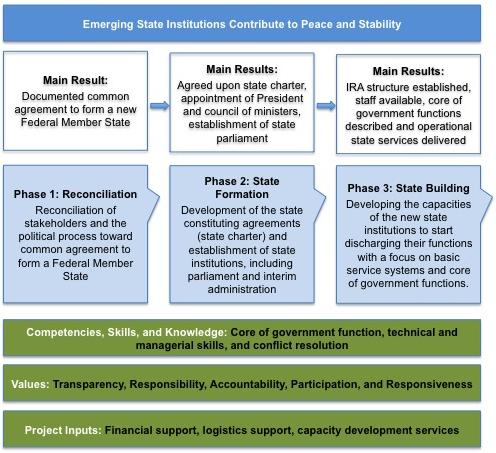 Emerging State Institutions Contribute to Peace and Stability
Main Result:
Documented common
agreement to form a new
Federal Member State
Main Results:
Agreed upon state charter,
appointment of President
and council of ministers,
establishment of state
parliament
Main Results:
IRA structure established,
staff available, core of
government functions
described and operational
state services delivered
Phase 1: Reconciliation
Reconciliation of
stakeholders and the
political process toward
common agreement to
form a Federal Member
State
Phase 2: State
Formation
Development of the state
constituting agreements
(state charter) and
establishment of state
institutions, including
parliament and interim
administration
Phase 3: State Building
Developing the capacities
of the new state
institutions to start
discharging their functions
with a focus on basic
service systems and core
of government functions.
Competencies, Skills, and Knowledge: Core of government function, technical and
managerial skills, and conflict resolution
Values: Transparency, Responsibility, Accountability, Participation, and Responsiveness
Project Inputs: Financial support, logistics support, capacity development services